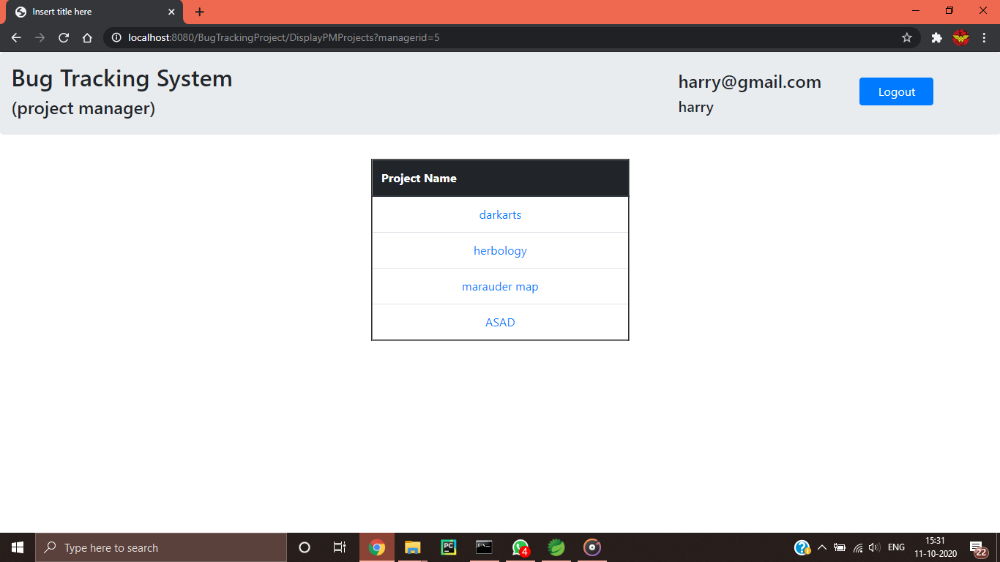 Insert title here
localhost:8080/BugTrackingProject/DisplayPMProjects?managerid=5
Bug Tracking System
(project manager)
harry@gmail.com
harry
Logout
Project Name
darkarts
herbology
marauder map
ASAD
Type here to search
PC
C:\.
4
ENG
15:31
11-10-2020
22